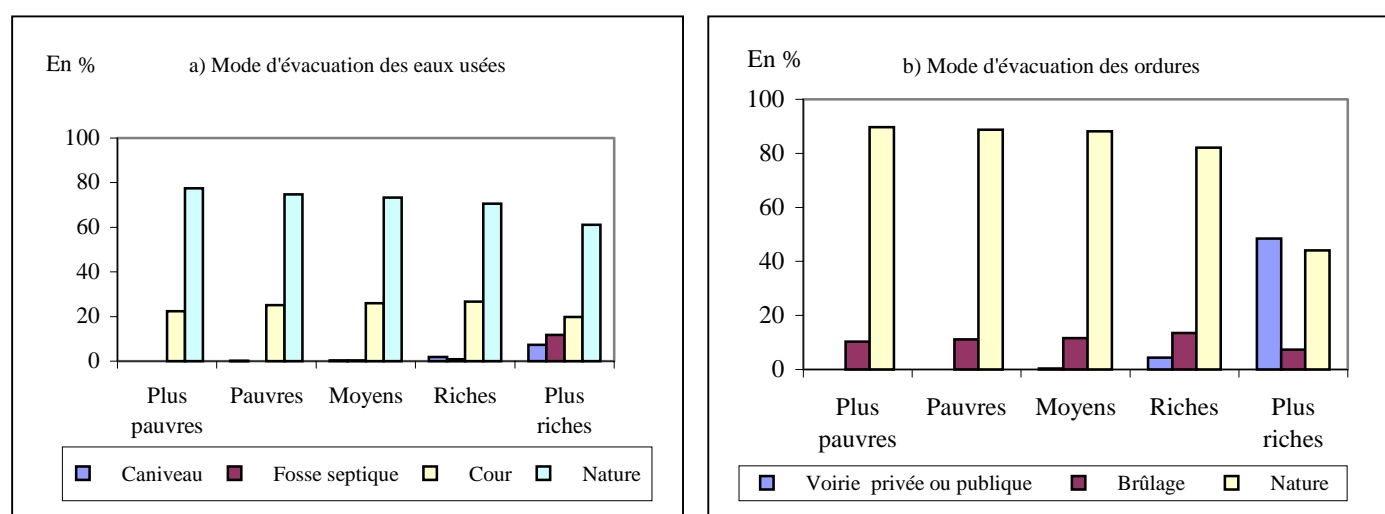 En %
a) Mode d'évacuation des eaux usées
100
80
60
40
20
0
Plus pauvres
Pauvres
Moyens
Riches
Plus riches
Caniveau
Fosse septique
Cour
Nature
En %
b) Mode d'évacuation des ordures
100
80
60
40
20
0
Plus pauvres
Pauvres
Moyens
Riches
Plus riches
Voirie privée ou publique
Brûlage
Nature